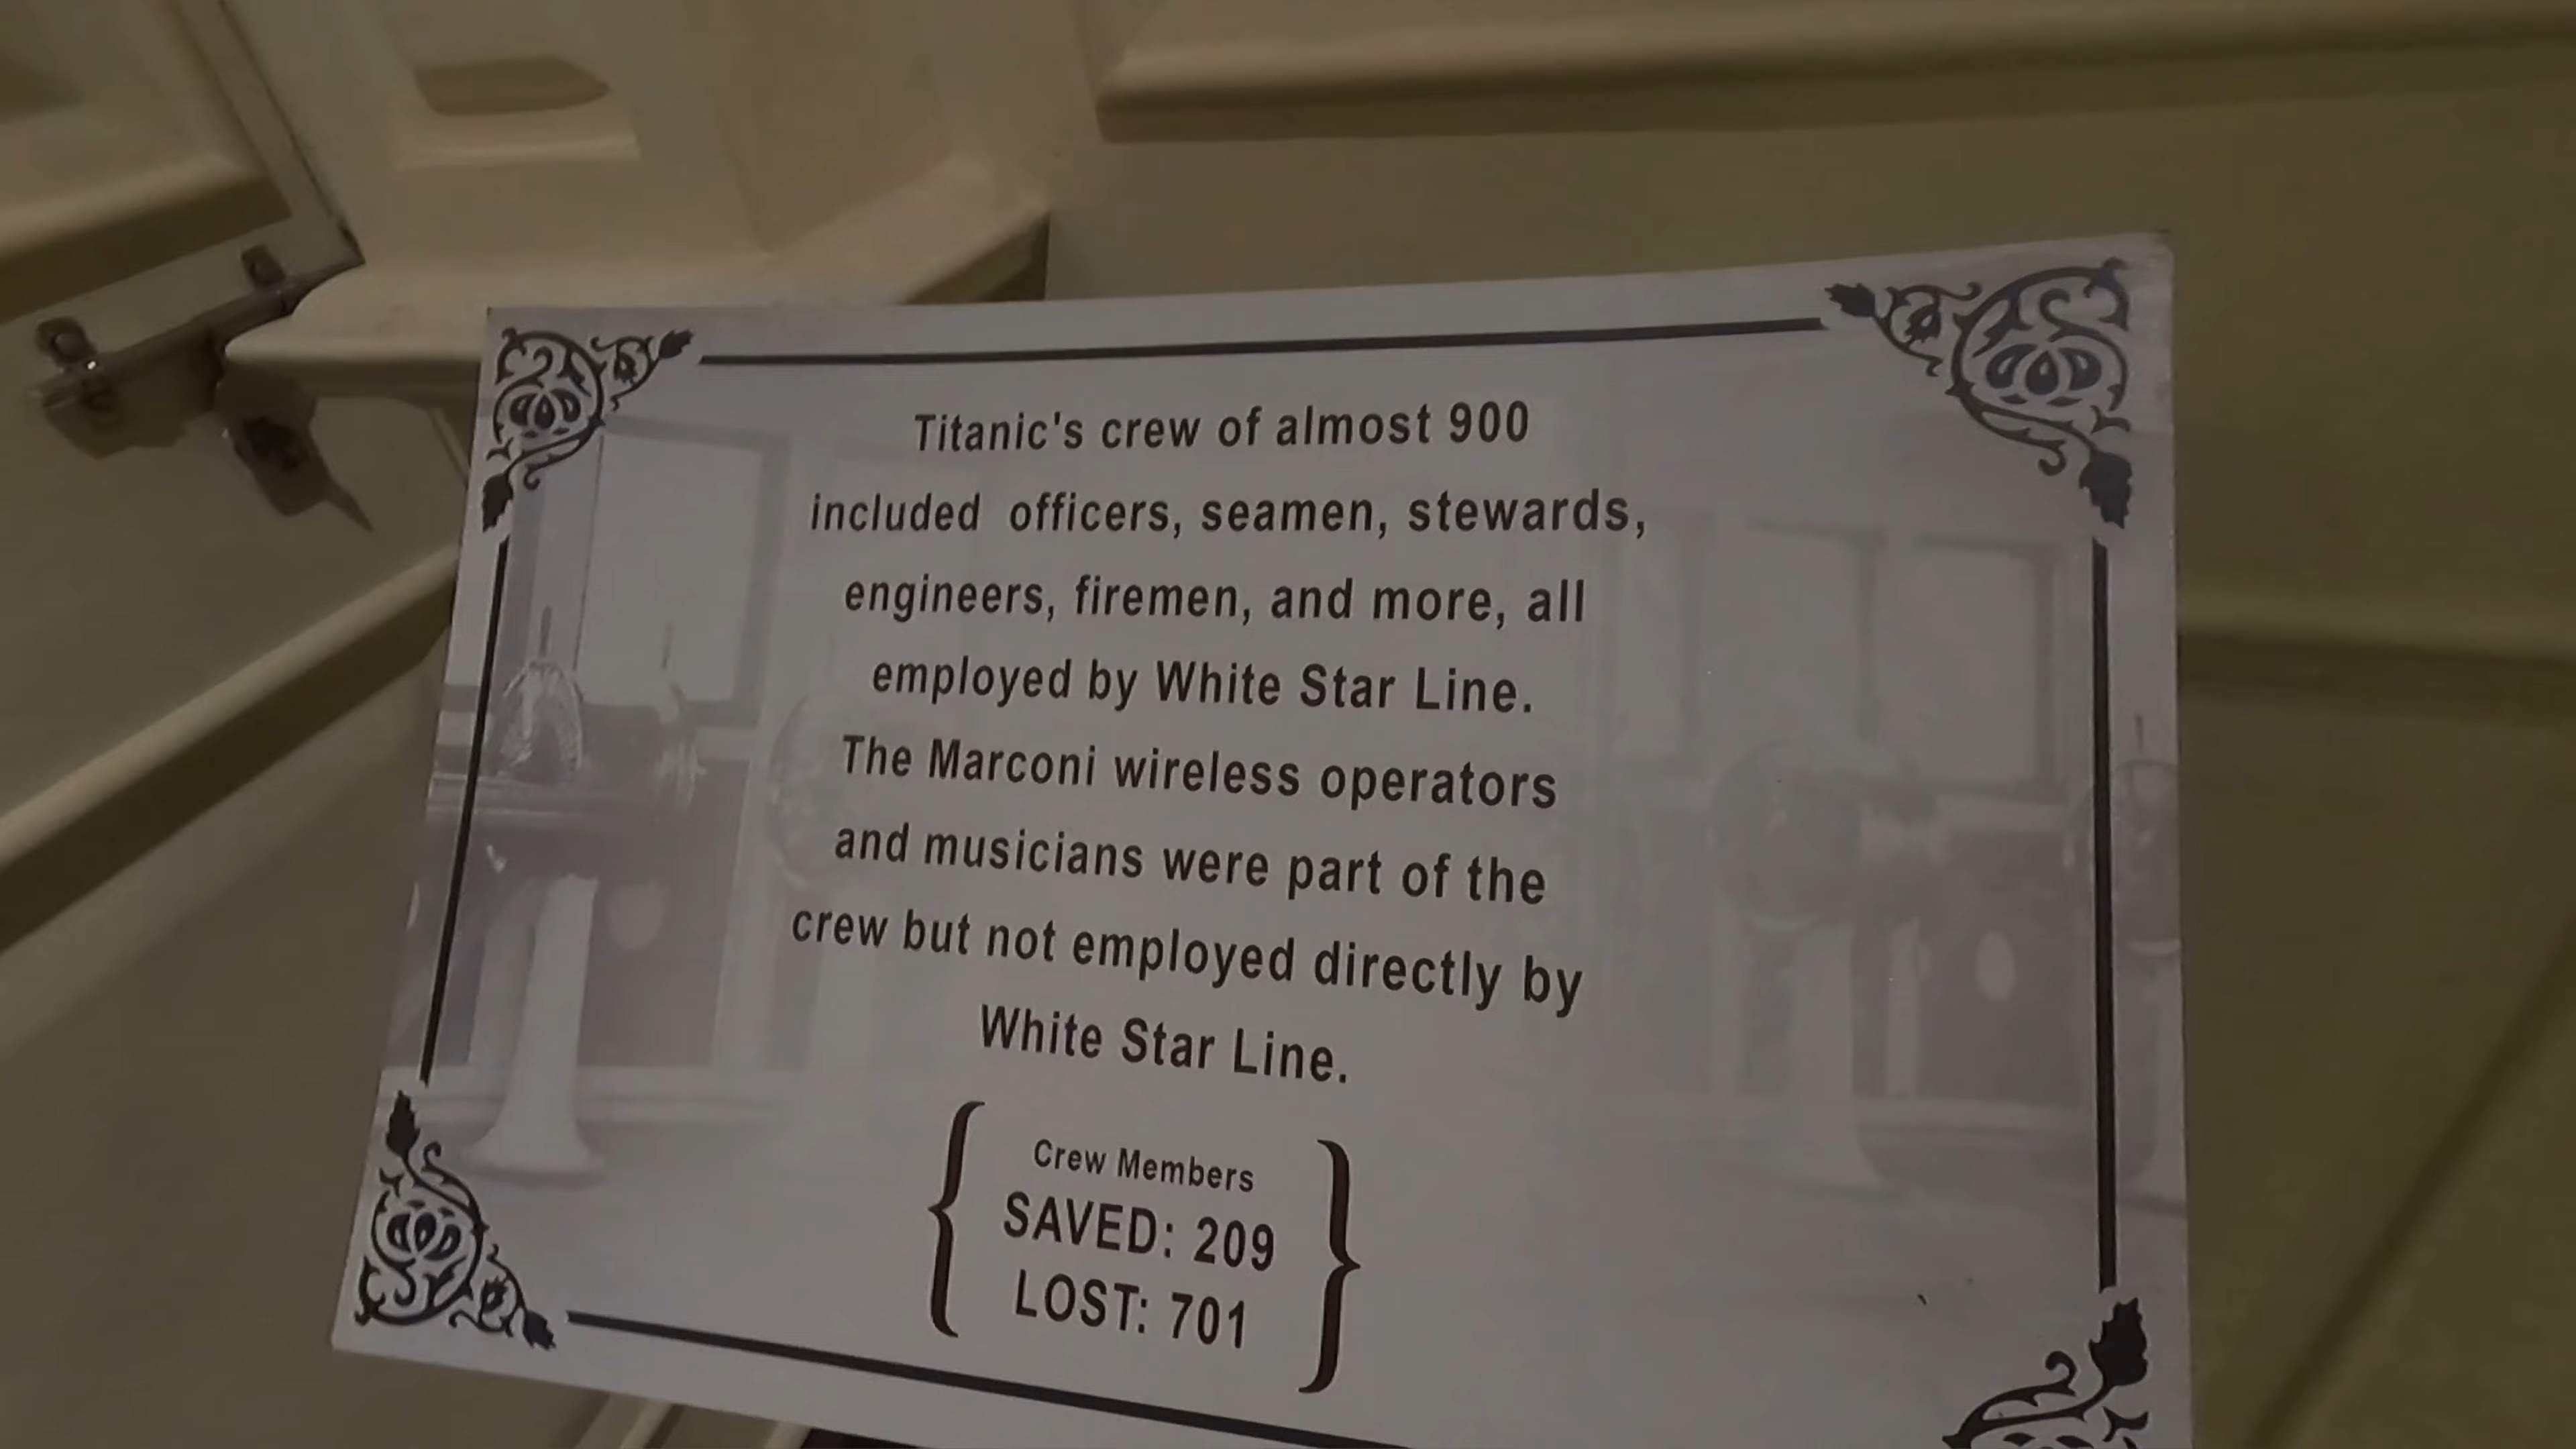 Titanic's crew of almost 900
included officers, seamen, stewards,
engineers, firemen, and more, all
employed by White Star Line.
The Marconi wireless operators
and musicians were part of the
crew but not employed directly by
White Star Line.
Crew Members
SAVED: 209
LOST: 701